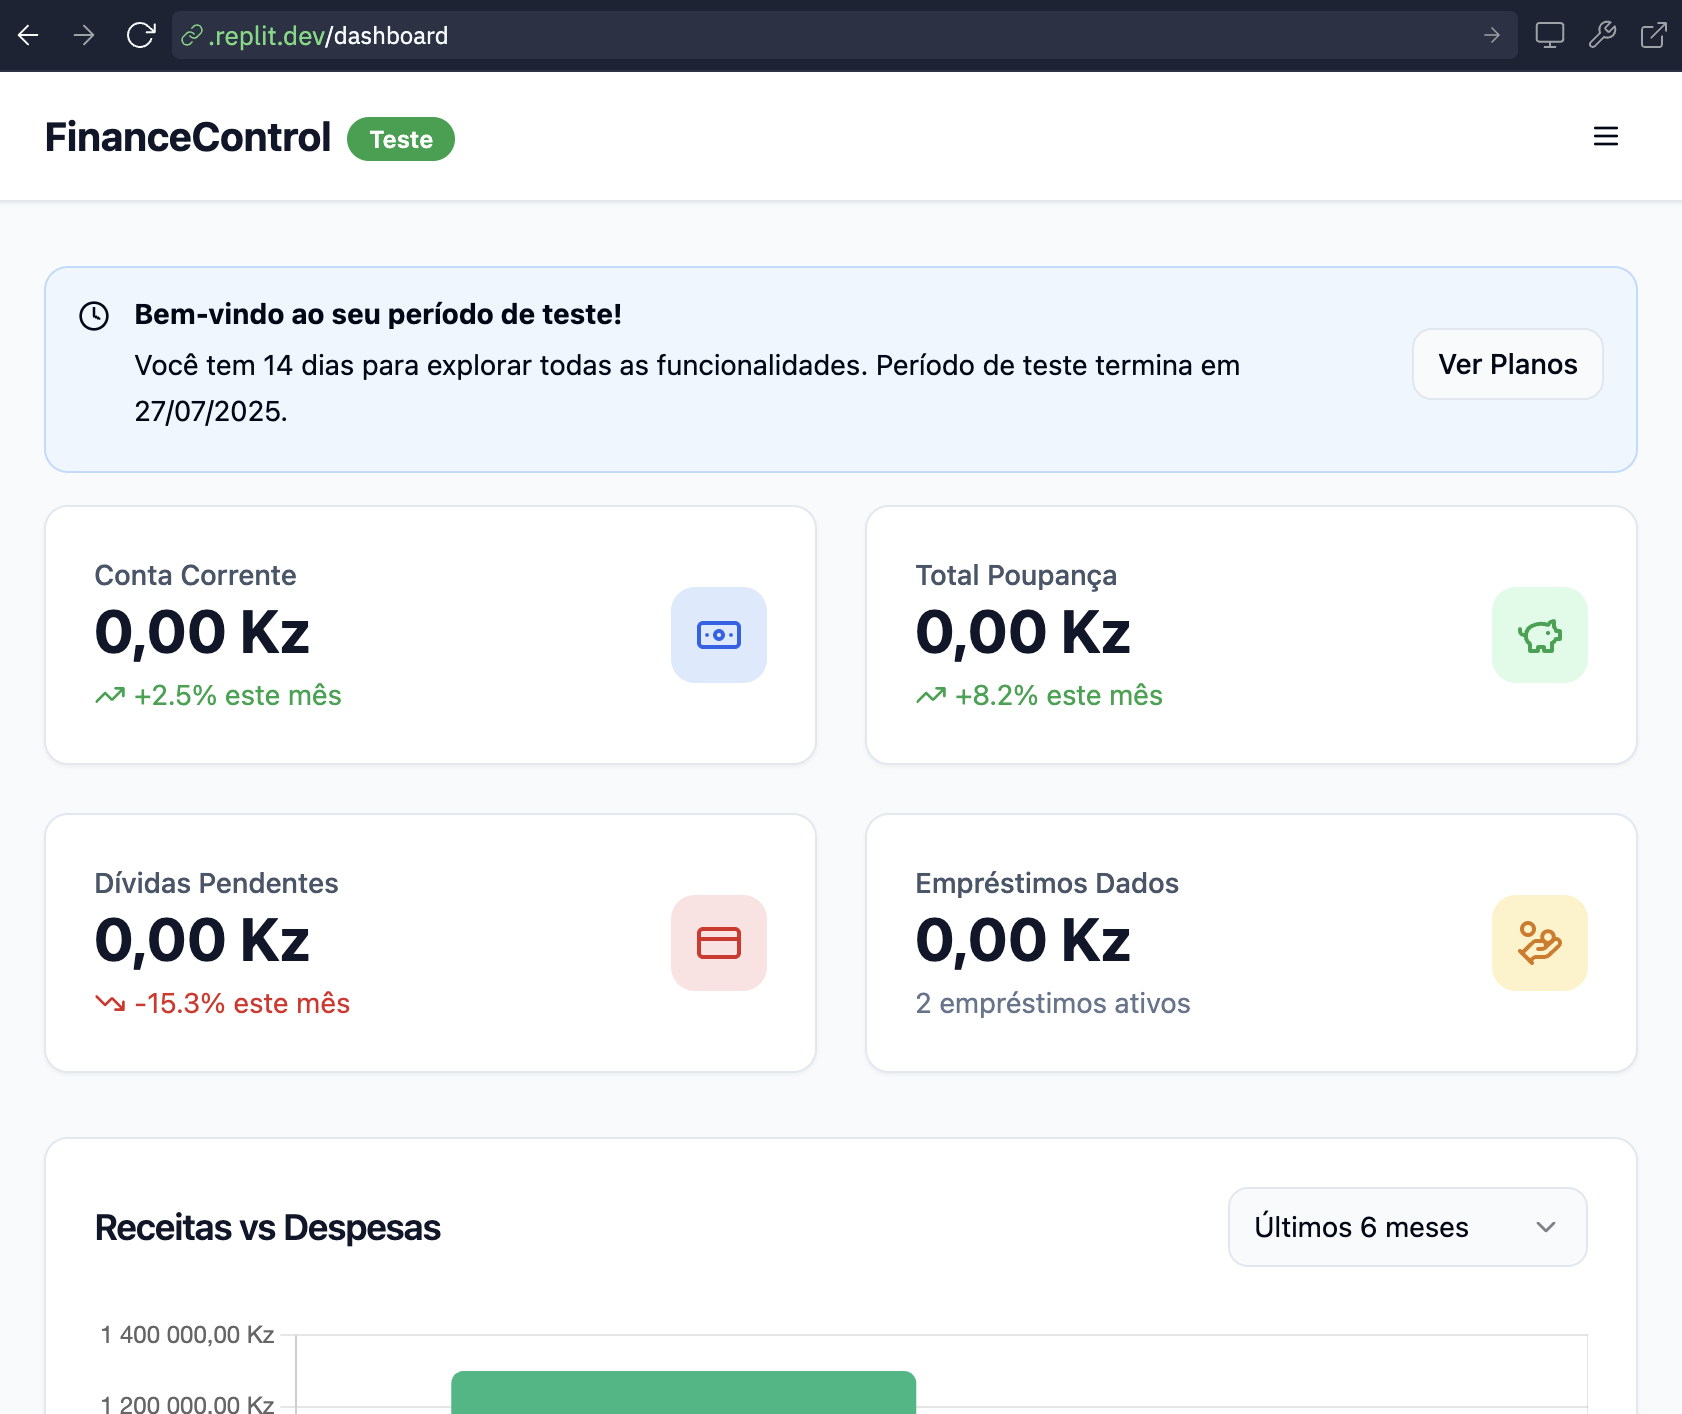 .replit.dev/dashboard
FinanceControl Teste
Bem-vindo ao seu período de teste!
Você tem 14 dias para explorar todas as funcionalidades. Período de teste termina em
27/07/2025.
Ver Planos
Conta Corrente
0,00 Kz
+2.5% este mês
Total Poupança
0,00 Kz
+8.2% este mês
Dívidas Pendentes
0,00 Kz
-15.3% este mês
Empréstimos Dados
0,00 Kz
2 empréstimos ativos
Receitas vs Despesas
Últimos 6 meses
1 400 000,00 Kz
1 200 000,00 Kz